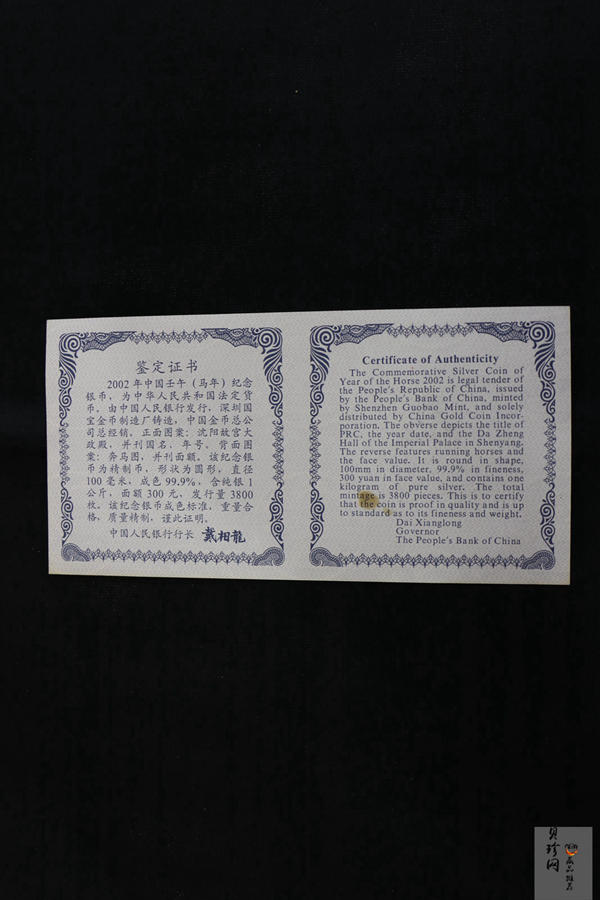 鉴定证书
2002年中国壬午（马年）纪念
银币，为中华人民共和国法定货
币。由中国人民银行发行，深圳国
宝金币制造厂铸造，中国金币总公
司总经销。正面图案：沈阳故宫大
政殿，并刊国名、年号。背面图
案：奔马图，并刊面额。该纪念银
币为精制币，形状为圆形，直径
100毫米，成色99.9%，含纯银1
公斤，面额300元，发行量3800
枚。该纪念银币成色标准，重量合
格，质量精制，谨此证明。
中国人民银行行长 戴相龙
Certificate of Authenticity
The Commemorative Silver Coin of
Year of the Horse 2002 is legal tender of
the People's Republic of China, issued
by the People's Bank of China, minted
by Shenzhen Guobao Mint, and solely
distributed by China Gold Coin Incor-
poration. The obverse depicts the title of
PRC, the year date, and the Da Zheng
Hall of the Imperial Palace in Shenyang.
The reverse features running horses and
the face value. It is round in shape,
100mm in diameter, 99.9% in fineness,
300 yuan in face value, and contains one
kilogram of pure silver. The total
mintage is 3800 pieces. This is to certify
that the coin is proof in quality and is up
to standard as to its fineness and weight.
Dai Xianglong
Governor
The People's Bank of China
贝珍网
藏品推荐